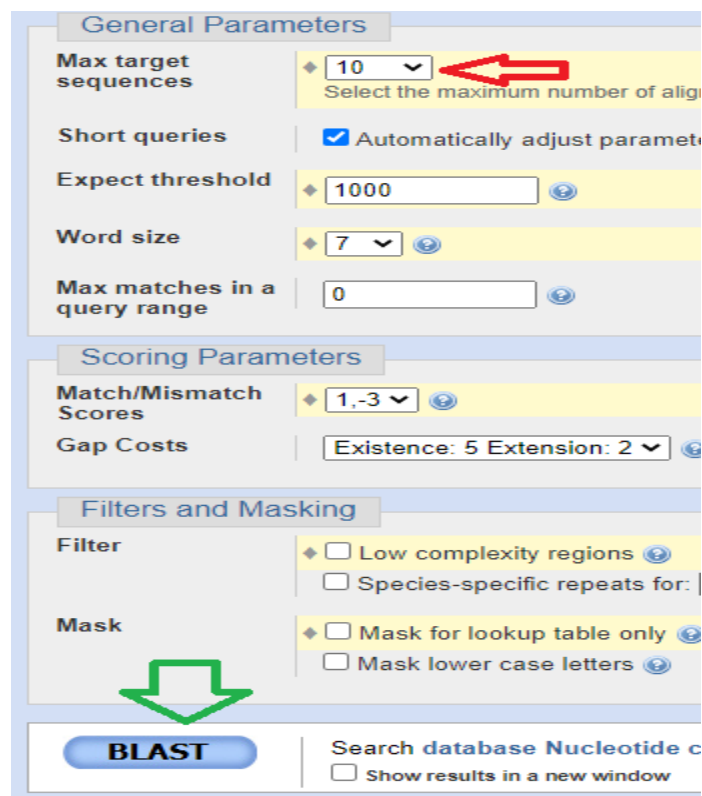 General Parameters
Max target
sequences
10
Select the maximum number of alig
Short queries
Automatically adjust paramet
Expect threshold
1000
Word size
7
Max matches in a
query range
0
Scoring Parameters
Match/Mismatch
Scores
1,-3
Gap Costs
Existence: 5 Extension: 2
Filters and Masking
Filter
Low complexity regions
Species-specific repeats for:
Mask
Mask for lookup table only
Mask lower case letters
BLAST
Search database Nucleotide c
Show results in a new window